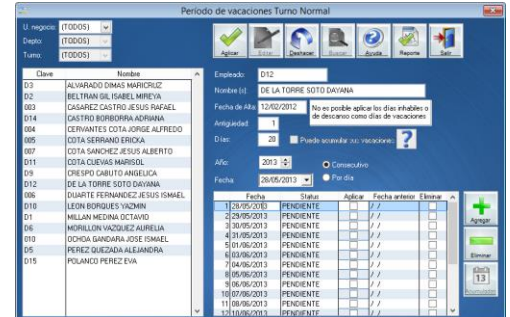 Período de vacaciones Turno Normal
U. negocio: (TODOS)
Depto: (TODOS)
Turno: (TODOS)
Aplicar Editar Deshacer Buscar Ayuda Reporte Salir
Clave Nombre
D3 ALVARADO DIMAS MARICRUZ
D2 BELTRAN GIL ISABEL MIREYA
003 CASAREZ CASTRO JESUS RAFAEL
D14 CASTRO BORBORRA ADRIANA
004 CERVANTES COTA JORGE ALFREDO
005 COTA SERRANO ERICKA
007 COTA SANCHEZ JESUS ALBERTO
D11 COTA CUEVAS MARISOL
D9 CRESPO CABUTO ANGELICA
D12 DE LA TORRE SOTO DAYANA
006 DUARTE FERNANDEZ JESUS ISMAEL
D10 LEON BORQUES YAZMIN
D1 MILLAN MEDINA OCTAVIO
D6 MORILLON VAZQUEZ AURELIA
010 OCHOA GANDARA JOSE ISMAEL
D5 PEREZ QUEZADA ALEJANDRA
D15 POLANCO PEREZ EVA
Empleado: D12
Nombre (s): DE LA TORRE SOTO DAYANA
Fecha de Alta: 12/02/2012
No es posible aplicar los días inhabiles o
de descanso como días de vacaciones
Antigüedad: 1
Días: 20 Puede acumular sus vacaciones ?
Año: 2013 Consecutivo
Fecha: 28/05/2013 Por día
Fecha Status Aplicar Fecha anterior Eliminar
1 28/05/2013 PENDIENTE / /
2 29/05/2013 PENDIENTE / /
3 30/05/2013 PENDIENTE / /
4 31/05/2013 PENDIENTE / /
5 01/06/2013 PENDIENTE / /
6 03/06/2013 PENDIENTE / /
7 04/06/2013 PENDIENTE / /
8 05/06/2013 PENDIENTE / /
9 06/06/2013 PENDIENTE / /
10 07/06/2013 PENDIENTE / /
11 08/06/2013 PENDIENTE / /
12 10/06/2013 PENDIENTE / /
Agregar
Eliminar
13